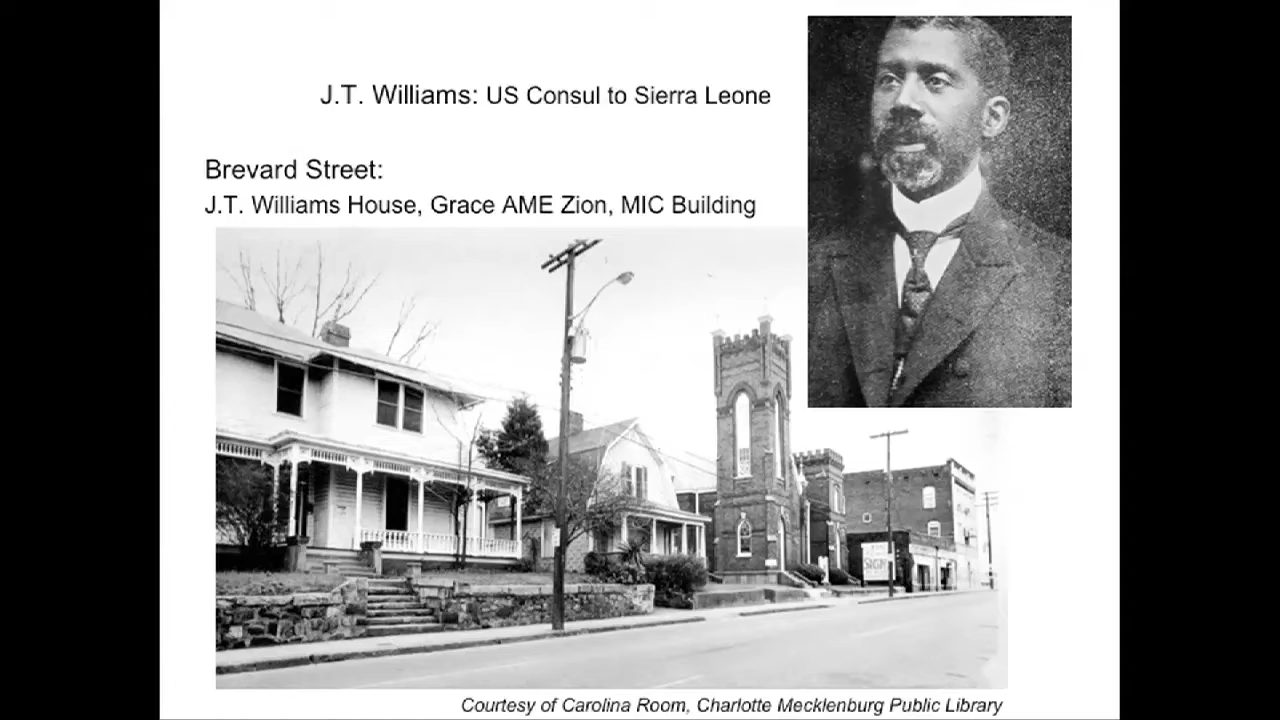 J.T. Williams: US Consul to Sierra Leone
Brevard Street:
J.T. Williams House, Grace AME Zion, MIC Building
SIGN
Courtesy of Carolina Room, Charlotte Mecklenburg Public Library